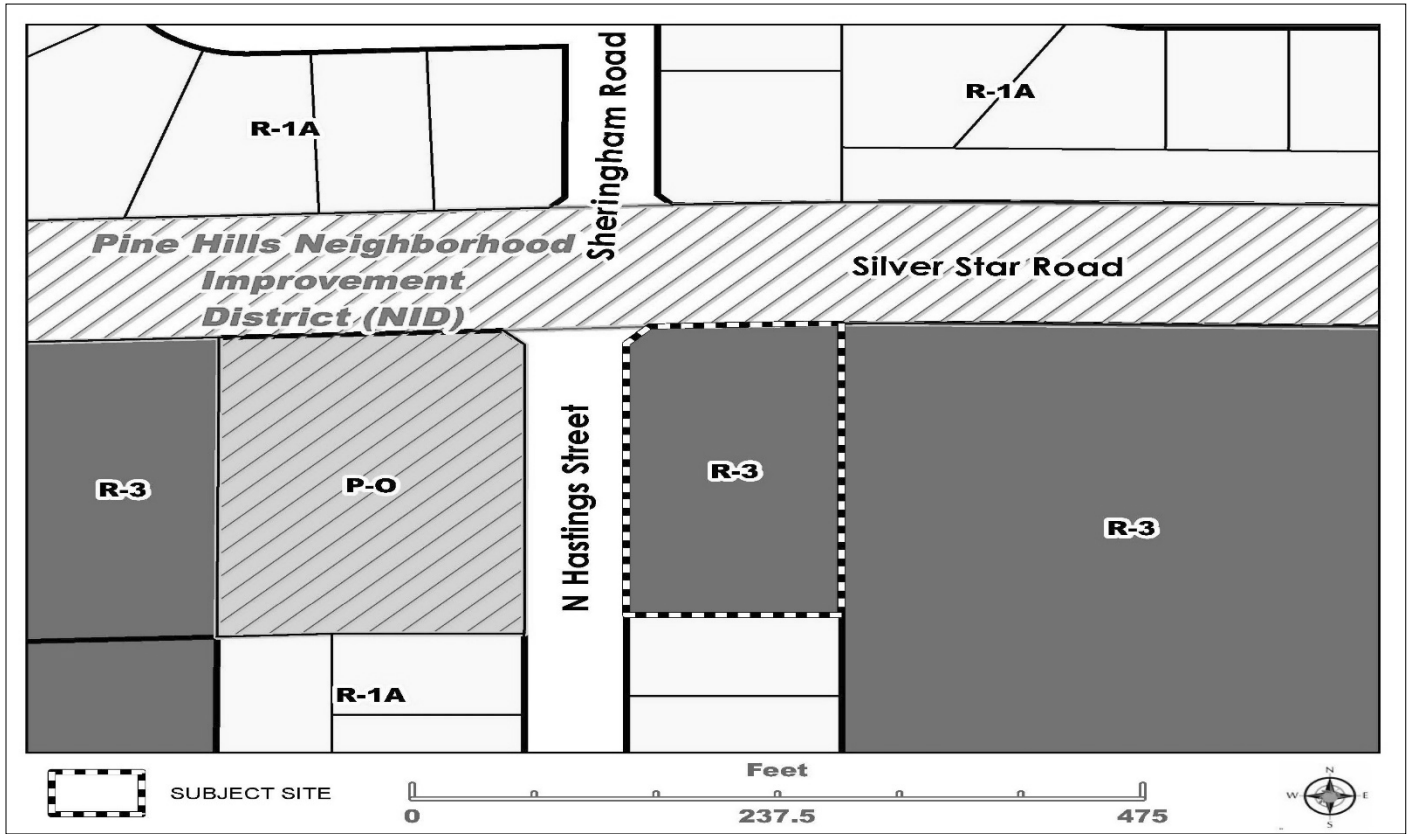 R-1A
Sheringham Road
R-1A
Pine Hills Neighborhood
Improvement
District (NID)
Silver Star Road
R-3
P-O
N Hastings Street
R-3
R-3
R-1A
SUBJECT SITE
Feet
0 237.5 475
N
W E
S